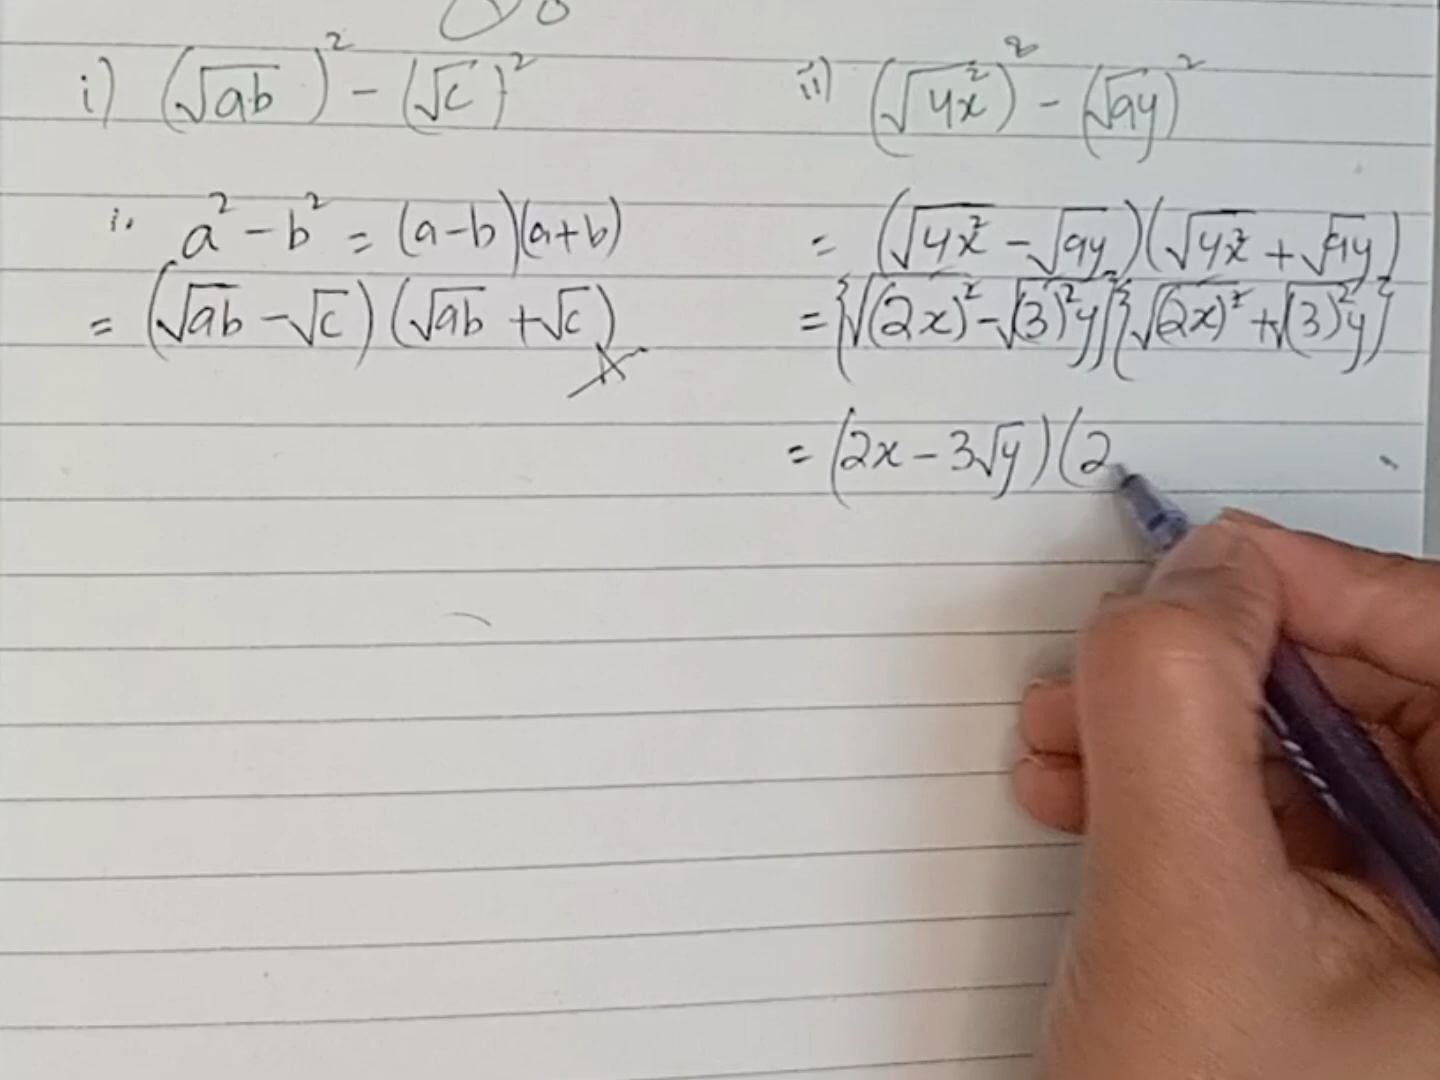 i) (√ab)² - (√c)²
∵ a² - b² = (a-b)(a+b)
= (√ab - √c) (√ab + √c)
ii) (√4x²)² - (√9y)²
= (√4x² - √9y)(√4x² + √9y)
= {√(2x)² - √(3)²y}{√(2x)² + √(3)²y}
= (2x - 3√y)(2